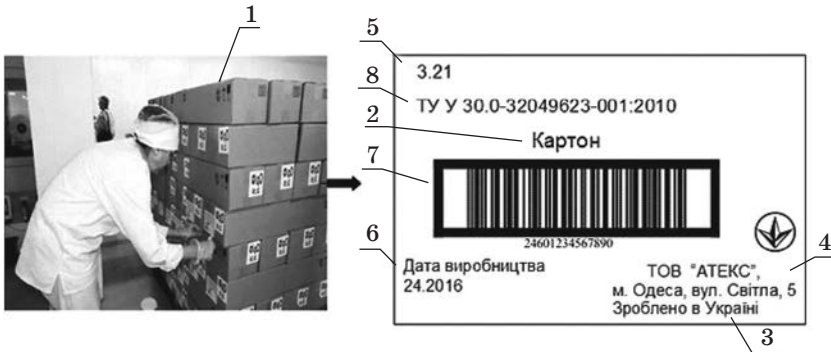 1
5
3.21
8
ТУ У 30.0-32049623-001:2010
2
Картон
7
24601234567890
6
Дата виробництва
24.2016
4
ТОВ "АТЕКС",
м. Одеса, вул. Світла, 5
Зроблено в Україні
3